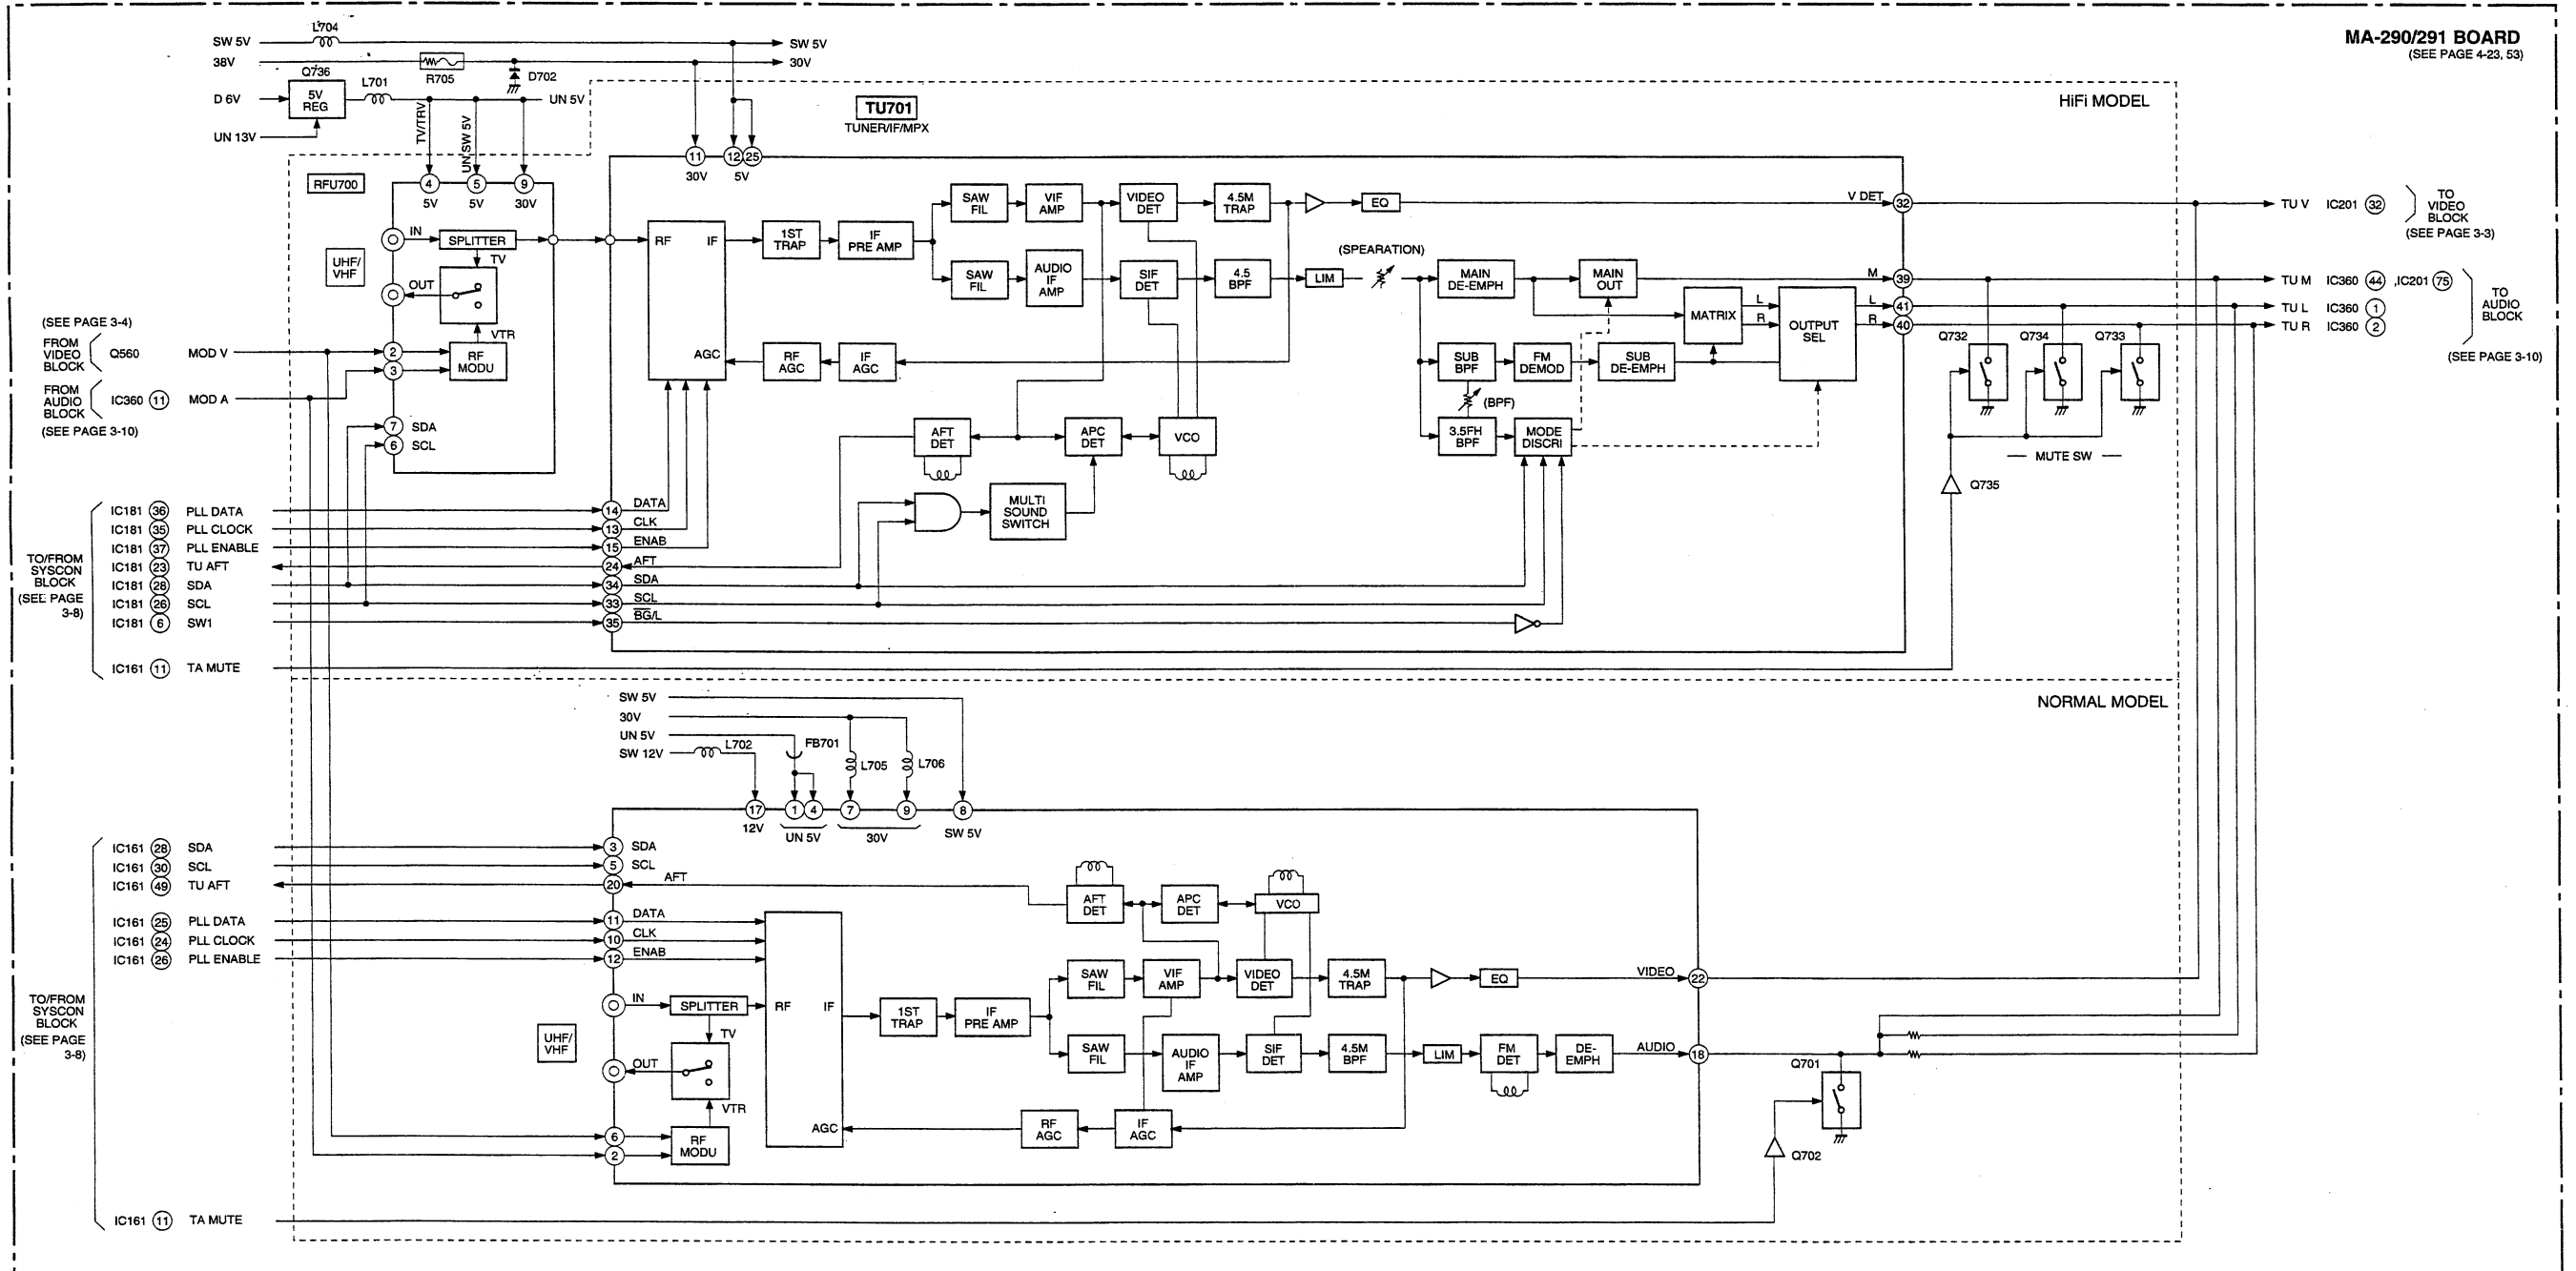 MA-290/291 BOARD
(SEE PAGE 4-23, 53)
L704
SW 5V
SW 5V
38V
30V
R705
D702
Q736
L701
D 6V
5V
REG
UN 5V
UN 13V
TV/TRV
UN SW 5V
HiFi MODEL
TU701
TUNER/IF/MPX
RFU700
4
5
9
5V
5V
30V
11
12
25
30V
5V
IN
SPLITTER
TV
UHF/
VHF
OUT
VTR
RF
MODU
2
3
7
SDA
6
SCL
(SEE PAGE 3-4)
FROM
VIDEO
BLOCK
Q560
MOD V
FROM
AUDIO
BLOCK
IC360 11
MOD A
(SEE PAGE 3-10)
RF
IF
AGC
1ST
TRAP
IF
PRE AMP
SAW
FIL
VIF
AMP
VIDEO
DET
4.5M
TRAP
EQ
V DET
32
SAW
FIL
AUDIO
IF
AMP
SIF
DET
4.5
BPF
LIM
(SPEARATION)
MAIN
DE-EMPH
MAIN
OUT
M
39
MATRIX
L
R
OUTPUT
SEL
L
41
R
40
RF
AGC
IF
AGC
SUB
BPF
FM
DEMOD
SUB
DE-EMPH
(BPF)
3.5FH
BPF
MODE
DISCRI
AFT
DET
APC
DET
VCO
MULTI
SOUND
SWITCH
TU V IC201 32
TO
VIDEO
BLOCK
(SEE PAGE 3-3)
TU M IC360 44 ,IC201 75
TU L IC360 1
TU R IC360 2
TO
AUDIO
BLOCK
(SEE PAGE 3-10)
Q732
Q734
Q733
MUTE SW
Q735
TO/FROM
SYSCON
BLOCK
(SEE PAGE
3-8)
IC181 36 PLL DATA
14 DATA
IC181 35 PLL CLOCK
13 CLK
IC181 37 PLL ENABLE
15 ENAB
IC181 23 TU AFT
24 AFT
IC181 28 SDA
34 SDA
IC181 26 SCL
33 SCL
IC181 6 SW1
35 BG/L
IC161 11 TA MUTE
NORMAL MODEL
SW 5V
30V
UN 5V
SW 12V
L702
FB701
L705
L706
17
1
4
7
9
8
12V
UN 5V
30V
SW 5V
TO/FROM
SYSCON
BLOCK
(SEE PAGE
3-8)
IC161 28 SDA
3 SDA
IC161 30 SCL
5 SCL
IC161 49 TU AFT
20 AFT
IC161 25 PLL DATA
11 DATA
IC161 24 PLL CLOCK
10 CLK
IC161 26 PLL ENABLE
12 ENAB
AFT
DET
APC
DET
VCO
IN
SPLITTER
TV
UHF/
VHF
OUT
VTR
RF
MODU
6
2
RF
IF
AGC
1ST
TRAP
IF
PRE AMP
SAW
FIL
VIF
AMP
VIDEO
DET
4.5M
TRAP
EQ
VIDEO
22
SAW
FIL
AUDIO
IF
AMP
SIF
DET
4.5M
BPF
LIM
FM
DET
DE-
EMPH
AUDIO
18
RF
AGC
IF
AGC
Q701
Q702
IC161 11 TA MUTE